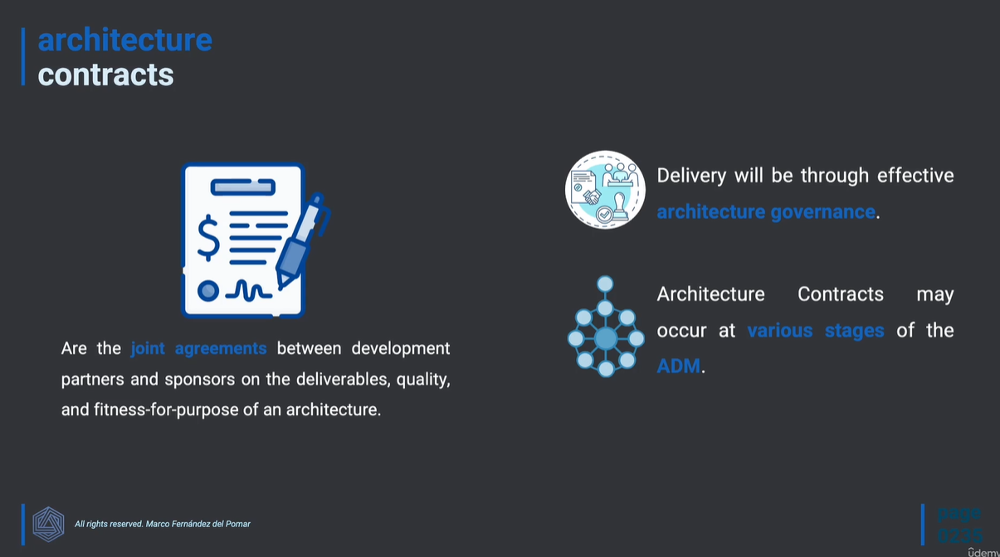 architecture
contracts
Are the joint agreements between development
partners and sponsors on the deliverables, quality,
and fitness-for-purpose of an architecture.
Delivery will be through effective
architecture governance.
Architecture Contracts may
occur at various stages of the
ADM.
All rights reserved. Marco Fernández del Pomar
page
0235
ûdemy